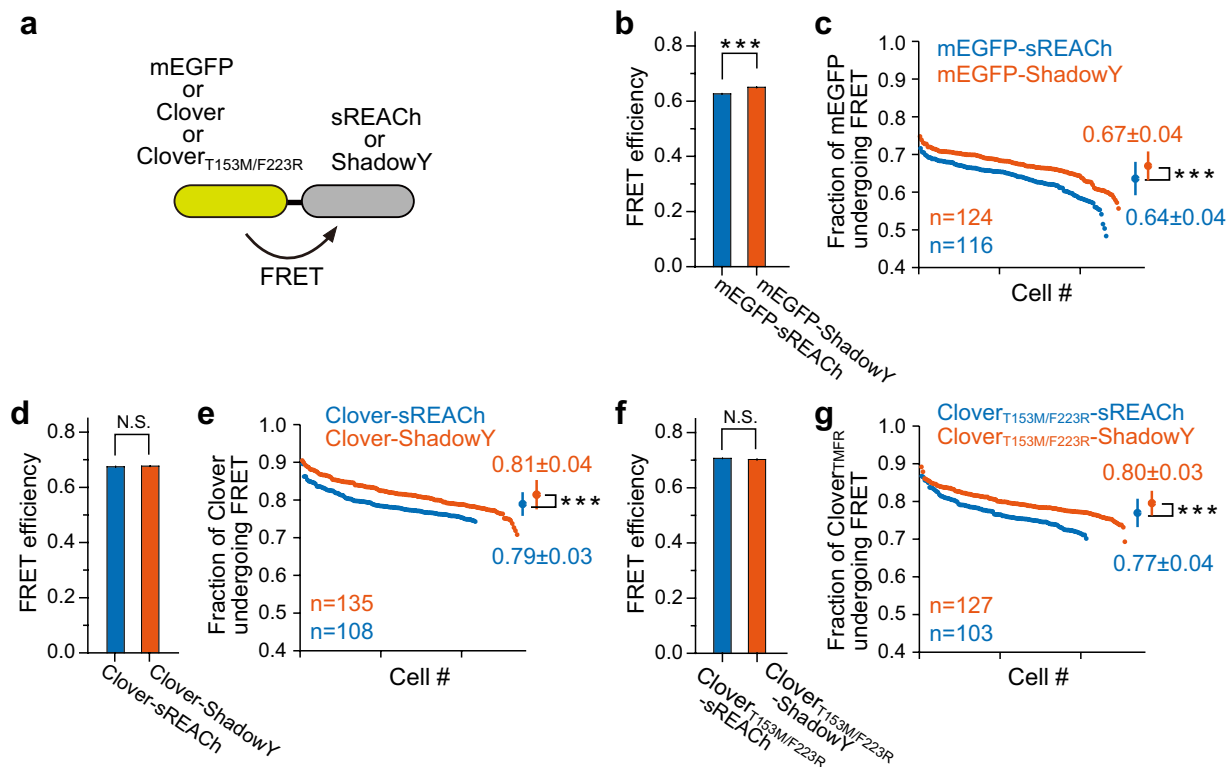 a
mEGFP
or
Clover
or
CloverT153M/F223R
sREACh
or
ShadowY
FRET
b
FRET efficiency
0.8
0.6
0.4
0.2
0.0
***
mEGFP-sREACh
mEGFP-ShadowY
c
Fraction of mEGFP
undergoing FRET
1.0
0.9
0.8
0.7
0.6
0.5
0.4
mEGFP-sREACh
mEGFP-ShadowY
0.67±0.04
***
0.64±0.04
n=124
n=116
Cell #
d
FRET efficiency
0.8
0.6
0.4
0.2
0.0
N.S.
Clover-sREACh
Clover-ShadowY
e
Fraction of Clover
undergoing FRET
1.0
0.9
0.8
0.7
0.6
0.5
0.4
Clover-sREACh
Clover-ShadowY
0.81±0.04
***
0.79±0.03
n=135
n=108
Cell #
f
FRET efficiency
0.8
0.6
0.4
0.2
0.0
N.S.
CloverT153M/F223R
-sREACh
CloverT153M/F223R
-ShadowY
g
Fraction of CloverTMFR
undergoing FRET
1.0
0.9
0.8
0.7
0.6
0.5
0.4
CloverT153M/F223R-sREACh
CloverT153M/F223R-ShadowY
0.80±0.03
***
0.77±0.04
n=127
n=103
Cell #